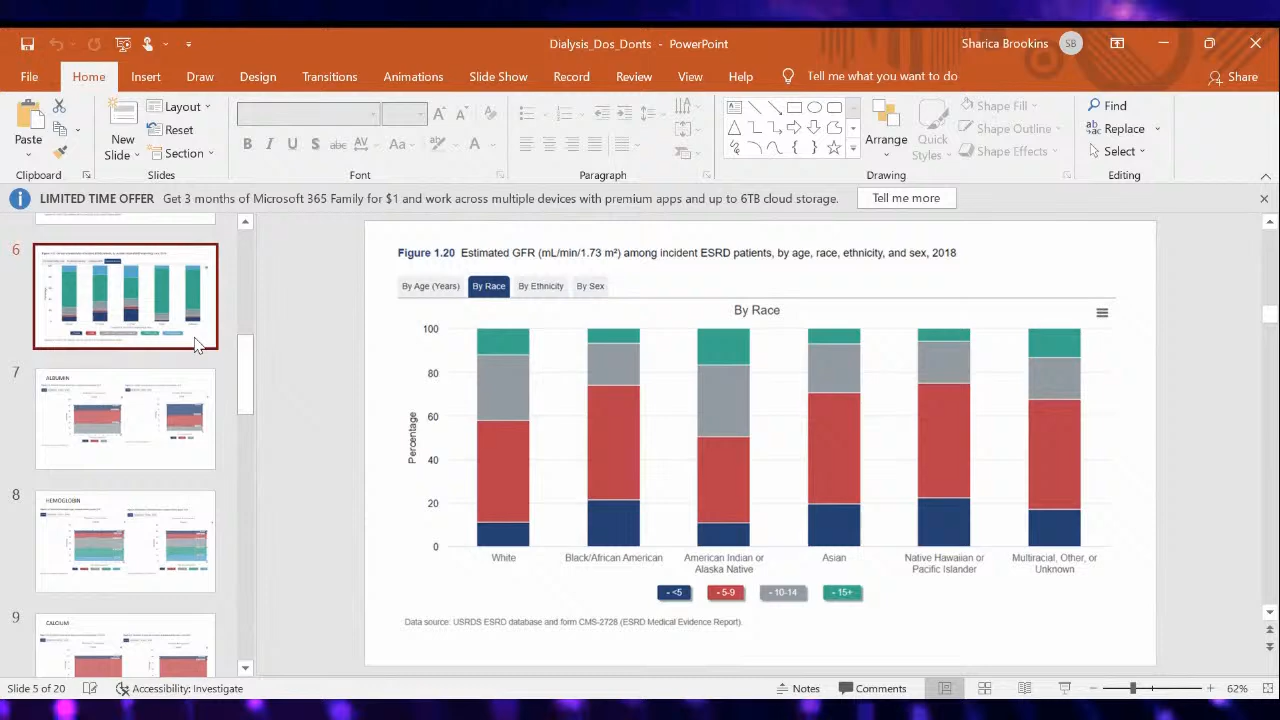 Dialysis_Dos_Donts - PowerPoint
Sharica Brookins SB
File Home Insert Draw Design Transitions Animations Slide Show Record Review View Help Tell me what you want to do Share
Paste
New
Slide
Layout
Reset
Section
B I U S abc AV Aa A
Arrange
Quick
Styles
Shape Fill
Shape Outline
Shape Effects
Find
Replace
Select
Clipboard Slides Font Paragraph Drawing Editing
LIMITED TIME OFFER Get 3 months of Microsoft 365 Family for $1 and work across multiple devices with premium apps and up to 6TB cloud storage. Tell me more
6
7
ALBUMIN
8
HEMOGLOBIN
9
CALCIUM
Figure 1.20 Estimated GFR (mL/min/1.73 m²) among incident ESRD patients, by age, race, ethnicity, and sex, 2018
By Age (Years) By Race By Ethnicity By Sex
By Race
100
80
60
40
20
0
Percentage
White
Black/African American
American Indian or
Alaska Native
Asian
Native Hawaiian or
Pacific Islander
Multiracial, Other, or
Unknown
- <5 - 5-9 - 10-14 - 15+
Data source: USRDS ESRD database and form CMS-2728 (ESRD Medical Evidence Report).
Slide 5 of 20 Accessibility: Investigate Notes Comments 62%